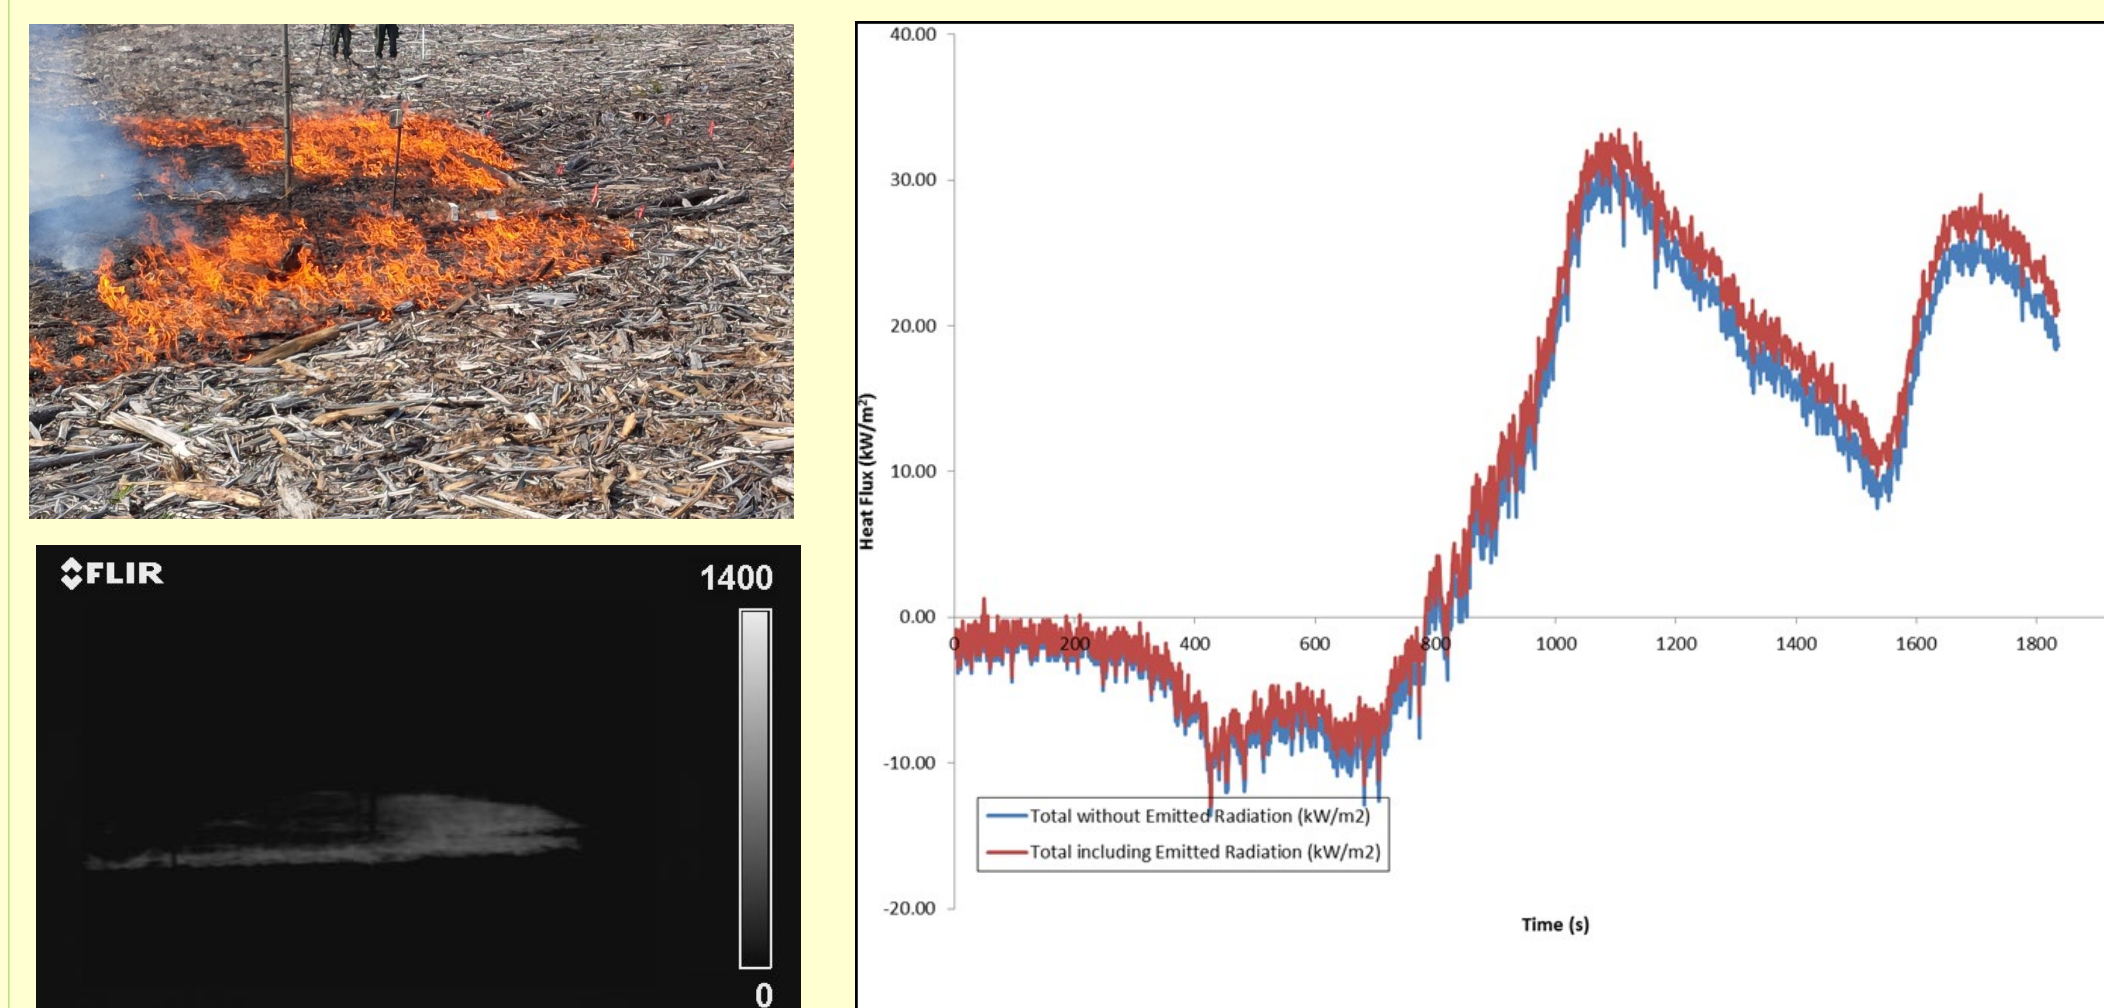 FLIR
1400
0
40.00
30.00
20.00
10.00
0.00
-10.00
-20.00
Heat Flux (kW/m²)
0 200 400 600 800 1000 1200 1400 1600 1800
Total without Emitted Radiation (kW/m2)
Total including Emitted Radiation (kW/m2)
Time (s)